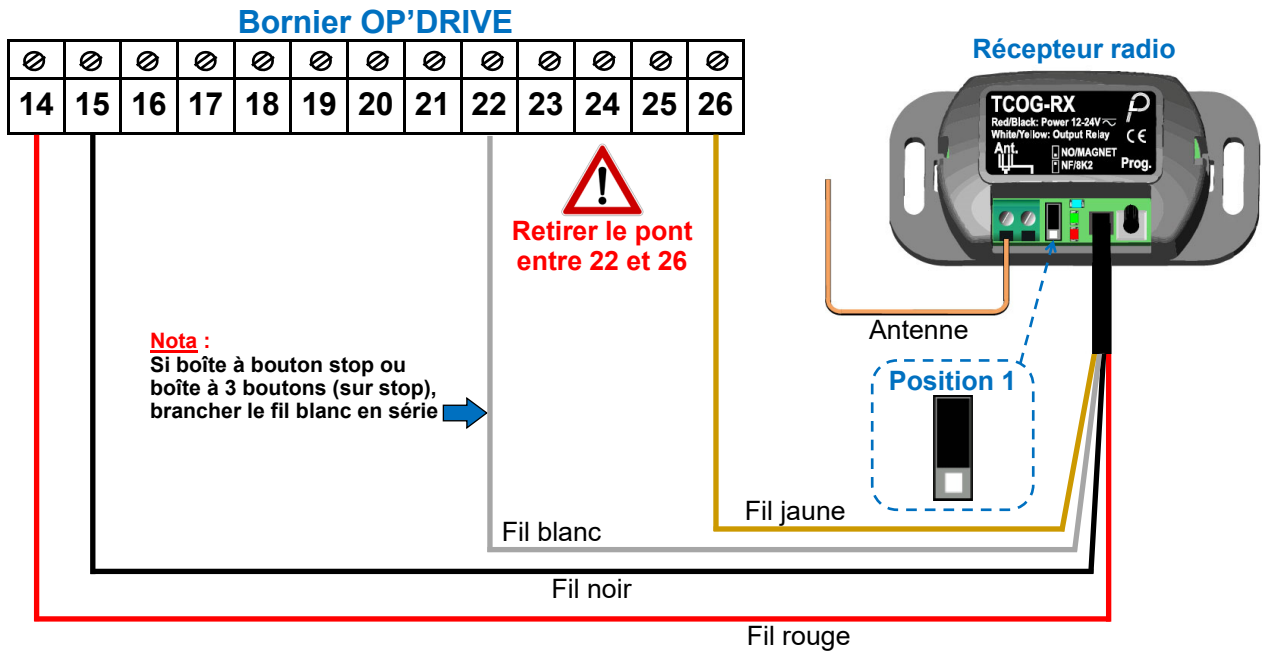 Bornier OP’DRIVE
14 15 16 17 18 19 20 21 22 23 24 25 26
Retirer le pont
entre 22 et 26
Nota :
Si boîte à bouton stop ou
boîte à 3 boutons (sur stop),
brancher le fil blanc en série
Récepteur radio
TCOG-RX
Red/Black: Power 12-24V
White/Yellow: Output Relay
CE
Ant.
NO/MAGNET
NF/8K2
Prog.
Antenne
Position 1
Fil jaune
Fil blanc
Fil noir
Fil rouge